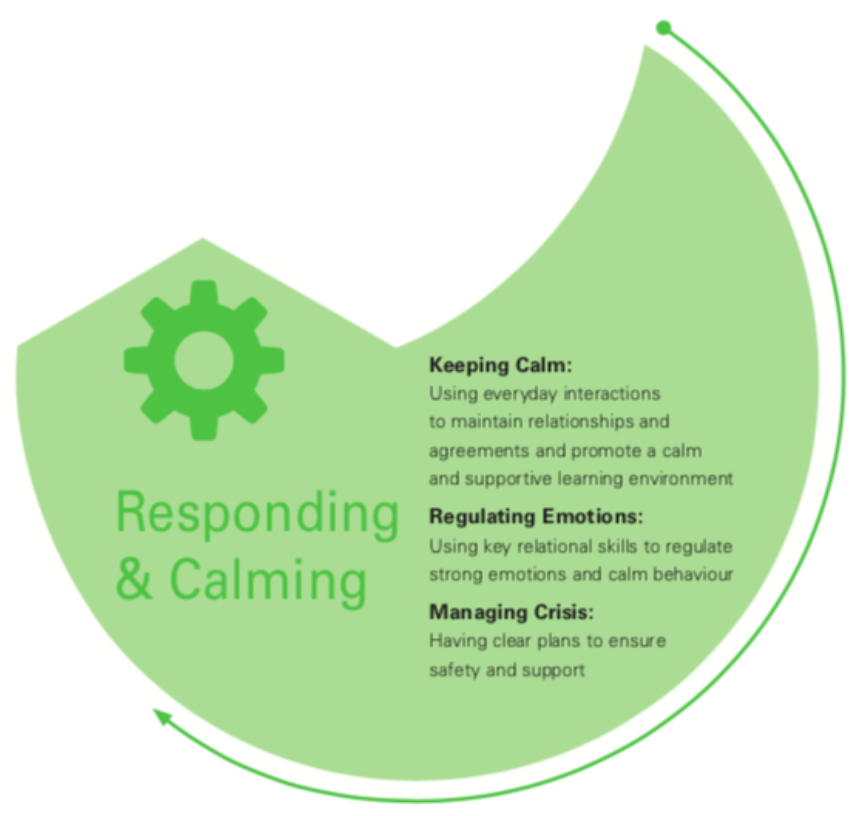 Responding
& Calming
Keeping Calm:
Using everyday interactions
to maintain relationships and
agreements and promote a calm
and supportive learning environment
Regulating Emotions:
Using key relational skills to regulate
strong emotions and calm behaviour
Managing Crisis:
Having clear plans to ensure
safety and support